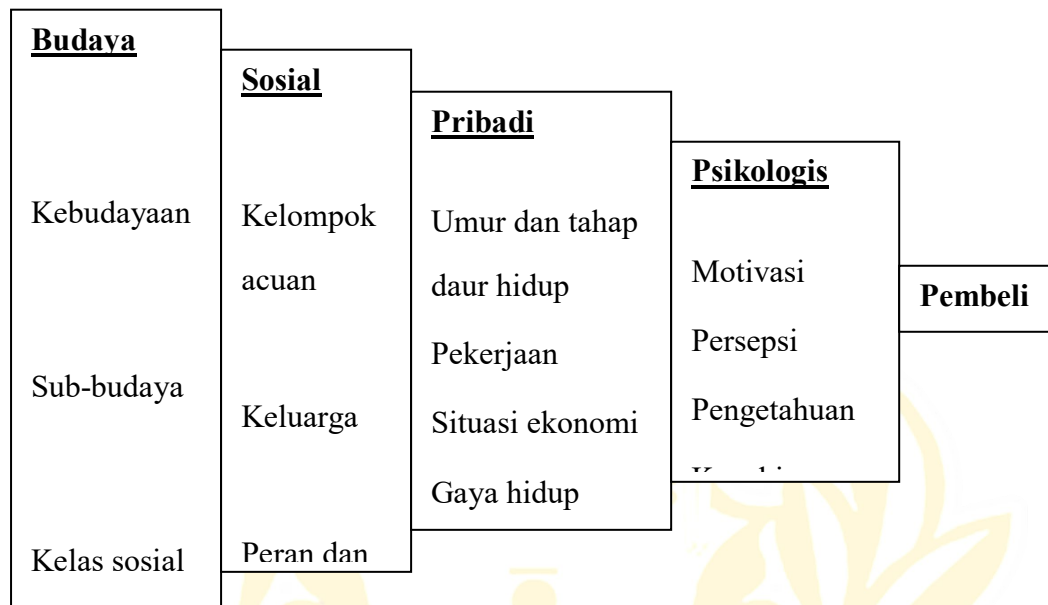 Budaya
Kebudayaan
Sub-budaya
Kelas sosial
Sosial
Kelompok
acuan
Keluarga
Peran dan
Pribadi
Umur dan tahap
daur hidup
Pekerjaan
Situasi ekonomi
Gaya hidup
Psikologis
Motivasi
Persepsi
Pengetahuan
Pembeli